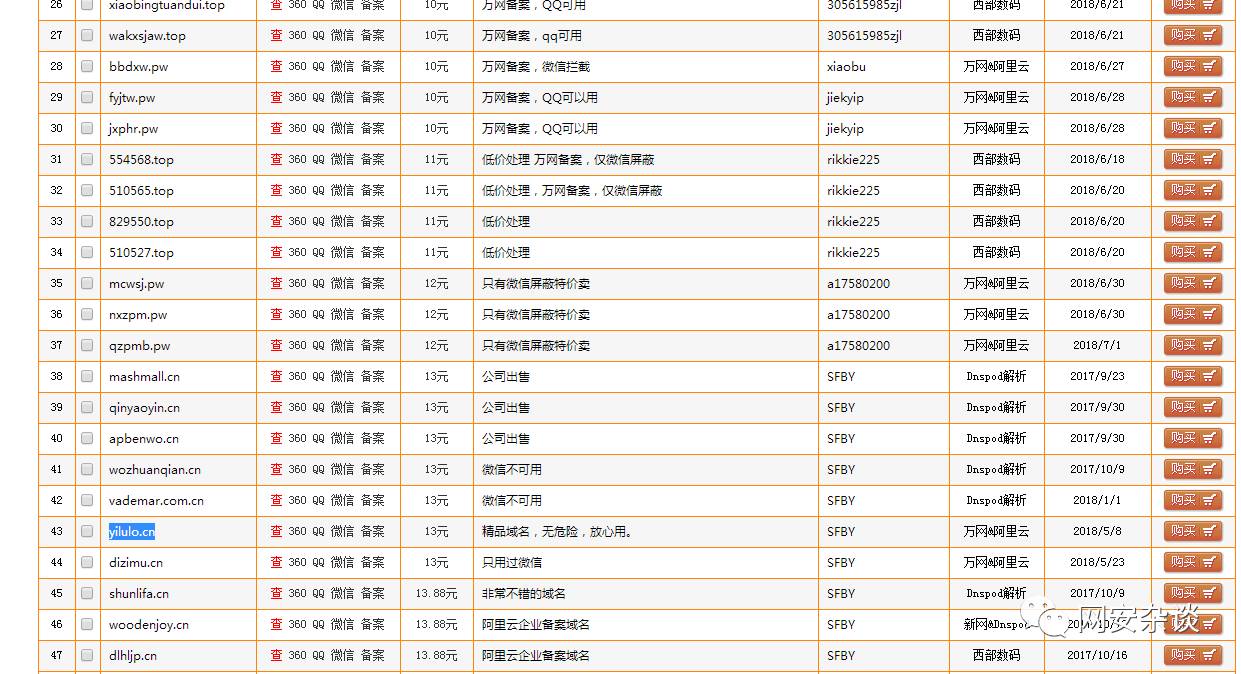 26 xiaobingtuandui.top 查 360 QQ 微信 备案 10元 万网备案，QQ可用 305615985zjl 西部数码 2018/6/21 购买
27 wakxsjaw.top 查 360 QQ 微信 备案 10元 万网备案，qq可用 305615985zjl 西部数码 2018/6/21 购买
28 bbdxw.pw 查 360 QQ 微信 备案 10元 万网备案，微信拦截 xiaobu 万网&阿里云 2018/6/27 购买
29 fyjtw.pw 查 360 QQ 微信 备案 10元 万网备案，QQ可以用 jiekyip 万网&阿里云 2018/6/28 购买
30 jxphr.pw 查 360 QQ 微信 备案 10元 万网备案，QQ可以用 jiekyip 万网&阿里云 2018/6/28 购买
31 554568.top 查 360 QQ 微信 备案 11元 低价处理 万网备案，仅微信屏蔽 rikkie225 西部数码 2018/6/18 购买
32 510565.top 查 360 QQ 微信 备案 11元 低价处理，万网备案，仅微信屏蔽 rikkie225 西部数码 2018/6/20 购买
33 829550.top 查 360 QQ 微信 备案 11元 低价处理 rikkie225 西部数码 2018/6/20 购买
34 510527.top 查 360 QQ 微信 备案 11元 低价处理 rikkie225 西部数码 2018/6/20 购买
35 mcwsj.pw 查 360 QQ 微信 备案 12元 只有微信屏蔽特价卖 a17580200 万网&阿里云 2018/6/30 购买
36 nxzpm.pw 查 360 QQ 微信 备案 12元 只有微信屏蔽特价卖 a17580200 万网&阿里云 2018/6/30 购买
37 qzpmb.pw 查 360 QQ 微信 备案 12元 只有微信屏蔽特价卖 a17580200 万网&阿里云 2018/7/1 购买
38 mashmall.cn 查 360 QQ 微信 备案 13元 公司出售 SFBY Dnspod解析 2017/9/23 购买
39 qinyaoyin.cn 查 360 QQ 微信 备案 13元 公司出售 SFBY Dnspod解析 2017/9/30 购买
40 apbenwo.cn 查 360 QQ 微信 备案 13元 公司出售 SFBY Dnspod解析 2017/9/30 购买
41 wozhuanqian.cn 查 360 QQ 微信 备案 13元 微信不可用 SFBY Dnspod解析 2017/10/9 购买
42 vademar.com.cn 查 360 QQ 微信 备案 13元 微信不可用 SFBY Dnspod解析 2018/1/1 购买
43 yilulo.cn 查 360 QQ 微信 备案 13元 精品域名，无危险，放心用。 SFBY 万网&阿里云 2018/5/8 购买
44 dizimu.cn 查 360 QQ 微信 备案 13元 只用过微信 SFBY 万网&阿里云 2018/5/23 购买
45 shunlifa.cn 查 360 QQ 微信 备案 13.88元 非常不错的域名 SFBY Dnspod解析 2017/10/9 购买
46 woodenjoy.cn 查 360 QQ 微信 备案 13.88元 阿里云企业备案域名 SFBY 新网&Dnspod 购买
网安杂谈
47 dlhljp.cn 查 360 QQ 微信 备案 13.88元 阿里云企业备案域名 SFBY 西部数码 2017/10/16 购买